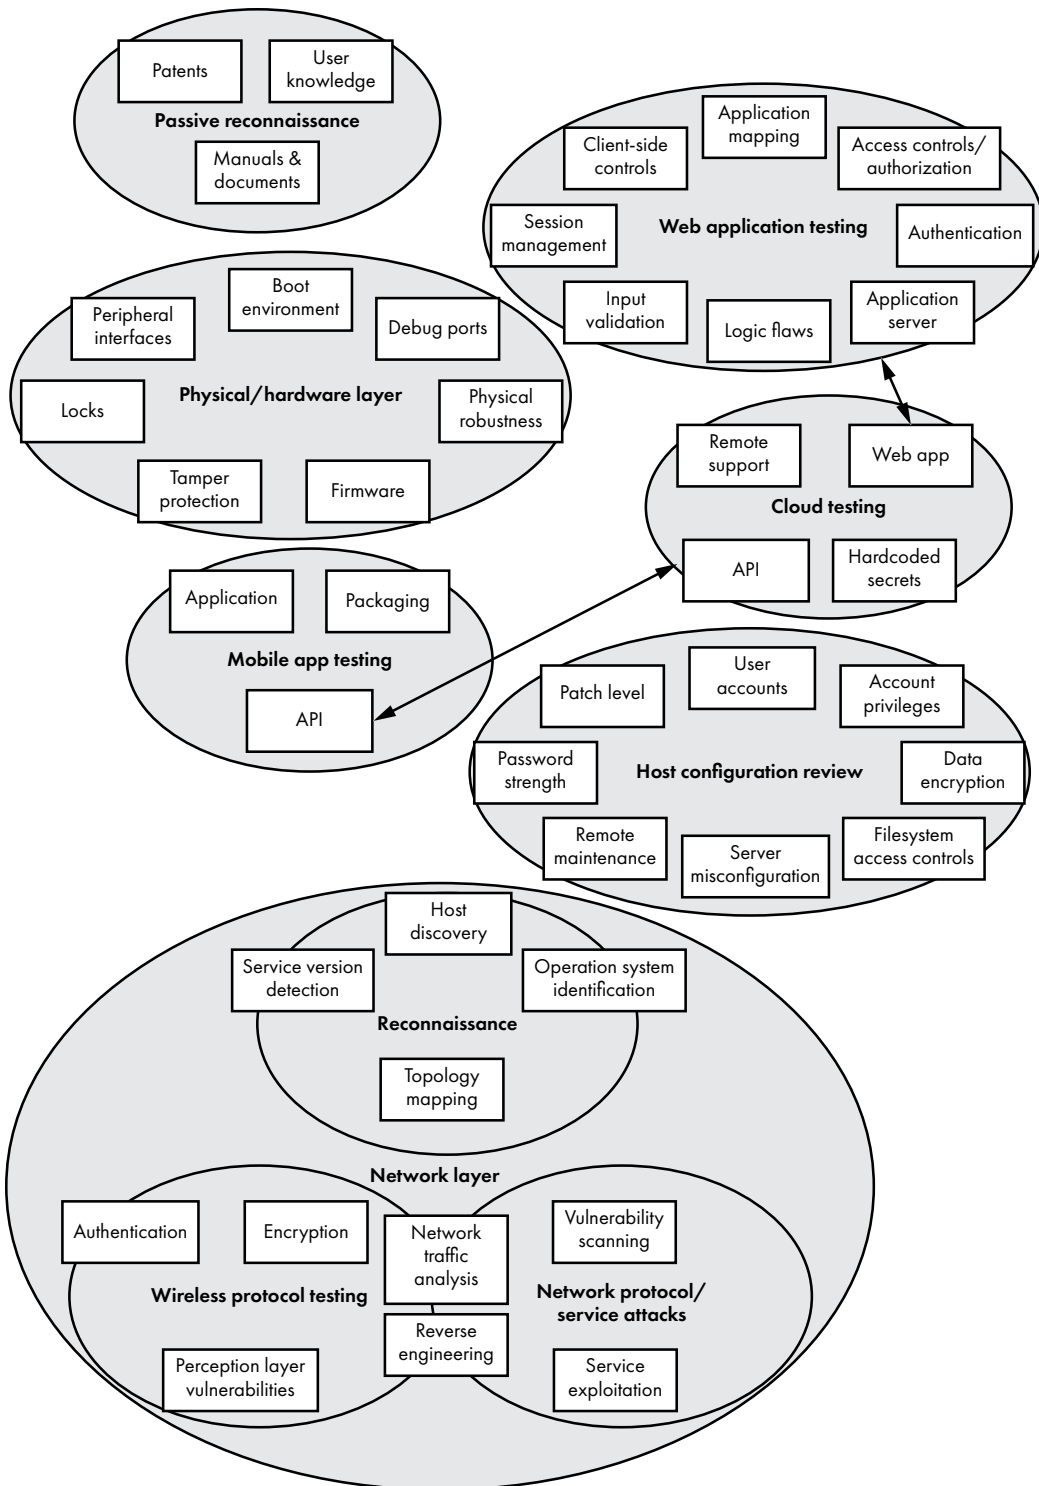 Patents
User
knowledge
Passive reconnaissance
Manuals &
documents
Application
mapping
Client-side
controls
Access controls/
authorization
Session
management
Web application testing
Authentication
Input
validation
Logic flaws
Application
server
Boot
environment
Peripheral
interfaces
Debug ports
Physical/hardware layer
Locks
Physical
robustness
Tamper
protection
Firmware
Remote
support
Web app
Cloud testing
API
Hardcoded
secrets
Application
Packaging
Mobile app testing
API
User
accounts
Patch level
Account
privileges
Password
strength
Host configuration review
Data
encryption
Remote
maintenance
Server
misconfiguration
Filesystem
access controls
Host
discovery
Service version
detection
Operation system
identification
Reconnaissance
Topology
mapping
Network layer
Authentication
Encryption
Network
traffic
analysis
Vulnerability
scanning
Wireless protocol testing
Network protocol/
service attacks
Reverse
engineering
Perception layer
vulnerabilities
Service
exploitation